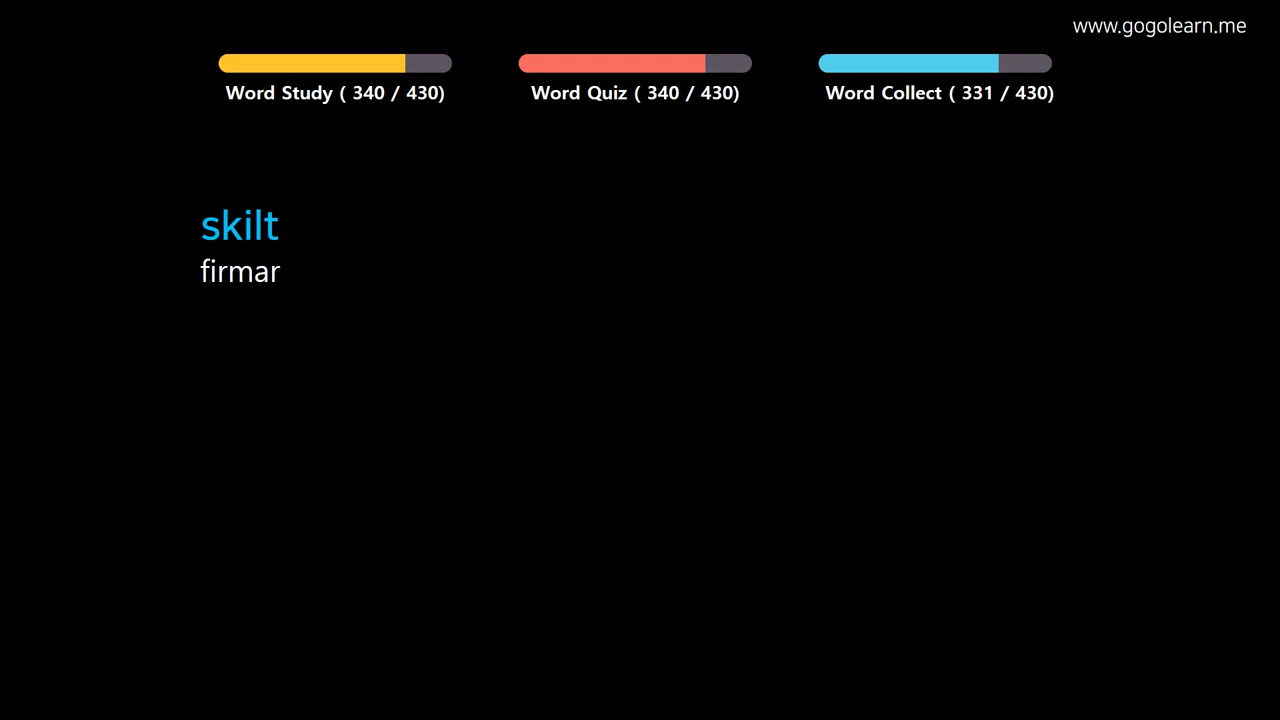 www.gogolearn.me
Word Study ( 340 / 430)
Word Quiz ( 340 / 430)
Word Collect ( 331 / 430)
skilt
firmar